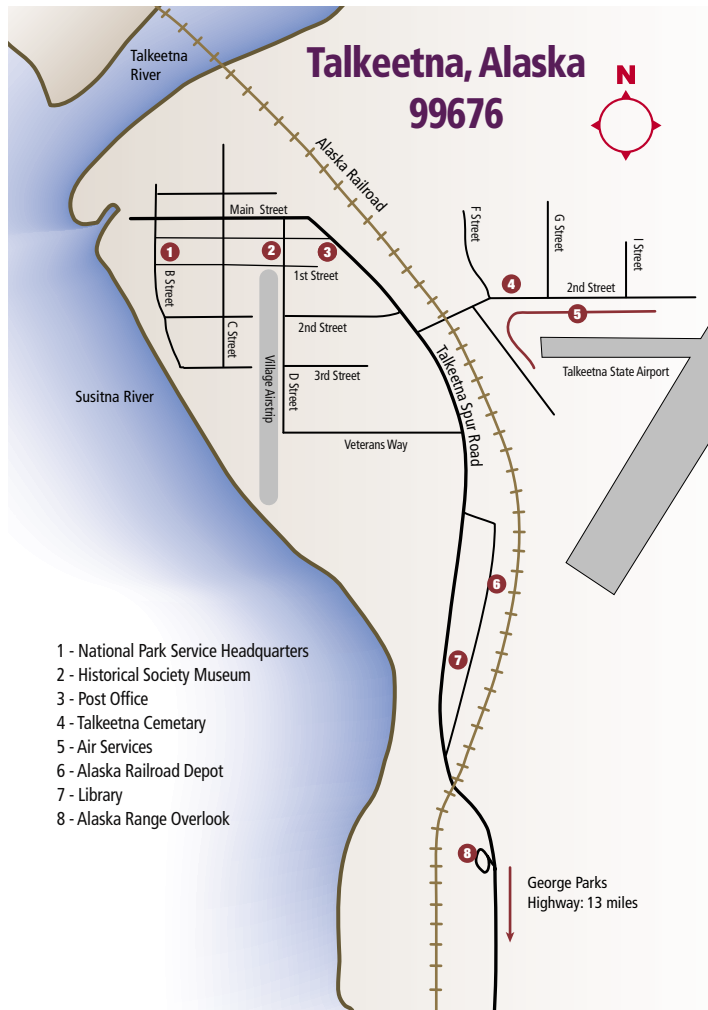 Talkeetna
River
Talkeetna, Alaska
99676
N
Alaska Railroad
Main Street
F Street
G Street
I Street
1
2
3
1st Street
4
2nd Street
B Street
5
C Street
2nd Street
Village Airstrip
D Street
3rd Street
Talkeetna Spur Road
Talkeetna State Airport
Susitna River
Veterans Way
6
7
1 - National Park Service Headquarters
2 - Historical Society Museum
3 - Post Office
4 - Talkeetna Cemetary
5 - Air Services
6 - Alaska Railroad Depot
7 - Library
8 - Alaska Range Overlook
8
George Parks
Highway: 13 miles